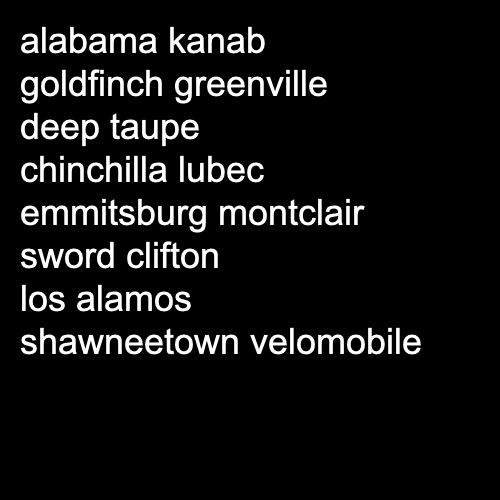 alabama kanab
goldfinch greenville
deep taupe
chinchilla lubec
emmitsburg montclair
sword clifton
los alamos
shawneetown velomobile